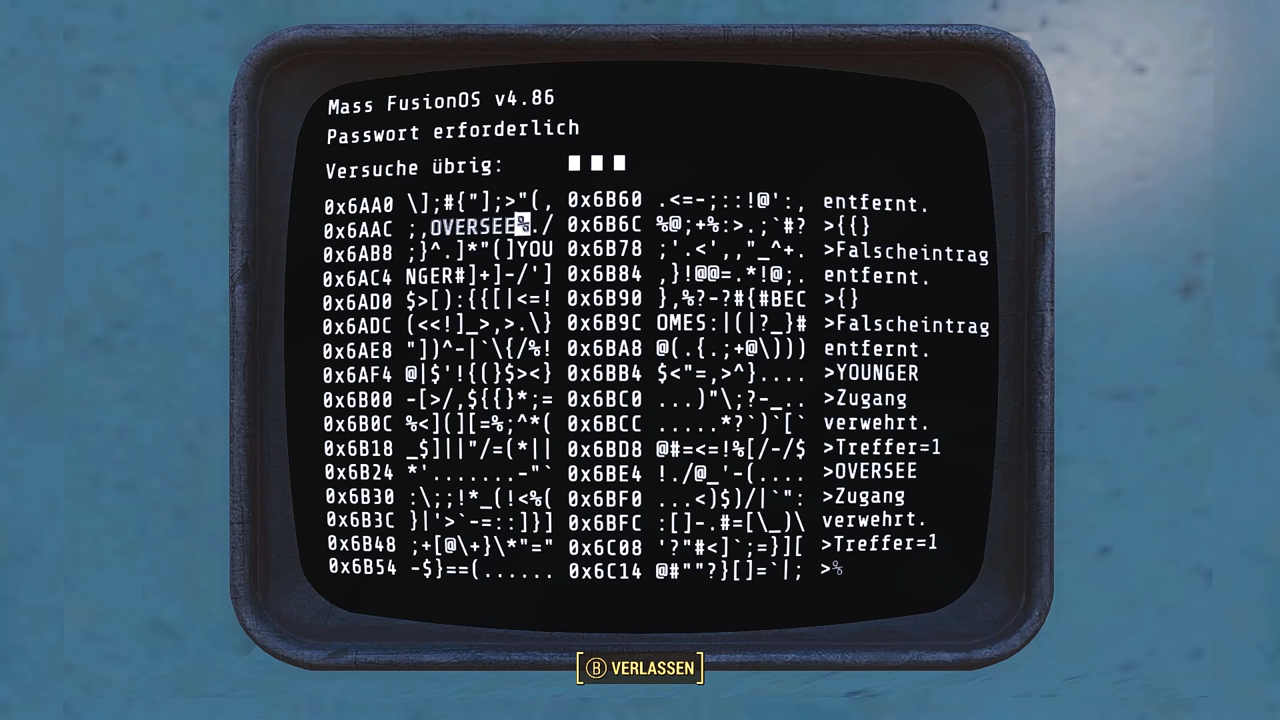 Mass FusionOS v4.86
Passwort erforderlich
Versuche übrig: ■ ■ ■
0x6AA0 \];#{"];>"(, 0x6B60 .<=-;::!@':, entfernt.
0x6AAC ;,OVERSEE%./ 0x6B6C %@;+%:>.;`#? >{{}
0x6AB8 ;}^.]*"(]YOU 0x6B78 ;'.<',,"_^+. >Falscheintrag
0x6AC4 NGER#]+]-/'] 0x6B84 ,}!@@=.*!@;. entfernt.
0x6AD0 $>[):{{[|<=! 0x6B90 },%?-?#{#BEC >{}
0x6ADC (<<!]_>,>.\} 0x6B9C OMES:|(|?_}# >Falscheintrag
0x6AE8 "])^-|`\{/%! 0x6BA8 @(.{.;+@\))) entfernt.
0x6AF4 @|$'!{(}$><} 0x6BB4 $<"=,>^}.... >YOUNGER
0x6B00 -[>/,${{}*;= 0x6BC0 ...)"\;?-_.. >Zugang
0x6B0C %<](][=%;^*( 0x6BCC .....*?`)`[` verwehrt.
0x6B18 _$]||"/=(*|| 0x6BD8 @#=<=!%[/-/$ >Treffer=1
0x6B24 *'.......-"` 0x6BE4 !./@_'-(.... >OVERSEE
0x6B30 :\;;!*_(!<%( 0x6BF0 ...<)$)/|`": >Zugang
0x6B3C }|'>`-=::]}] 0x6BFC :[]-.#=[\_)\ verwehrt.
0x6B48 ;+[@\+}\*"=" 0x6C08 '?"#<]`;=}][ >Treffer=1
0x6B54 -$}==(...... 0x6C14 @#""?}[]=`|; >%
(B) VERLASSEN